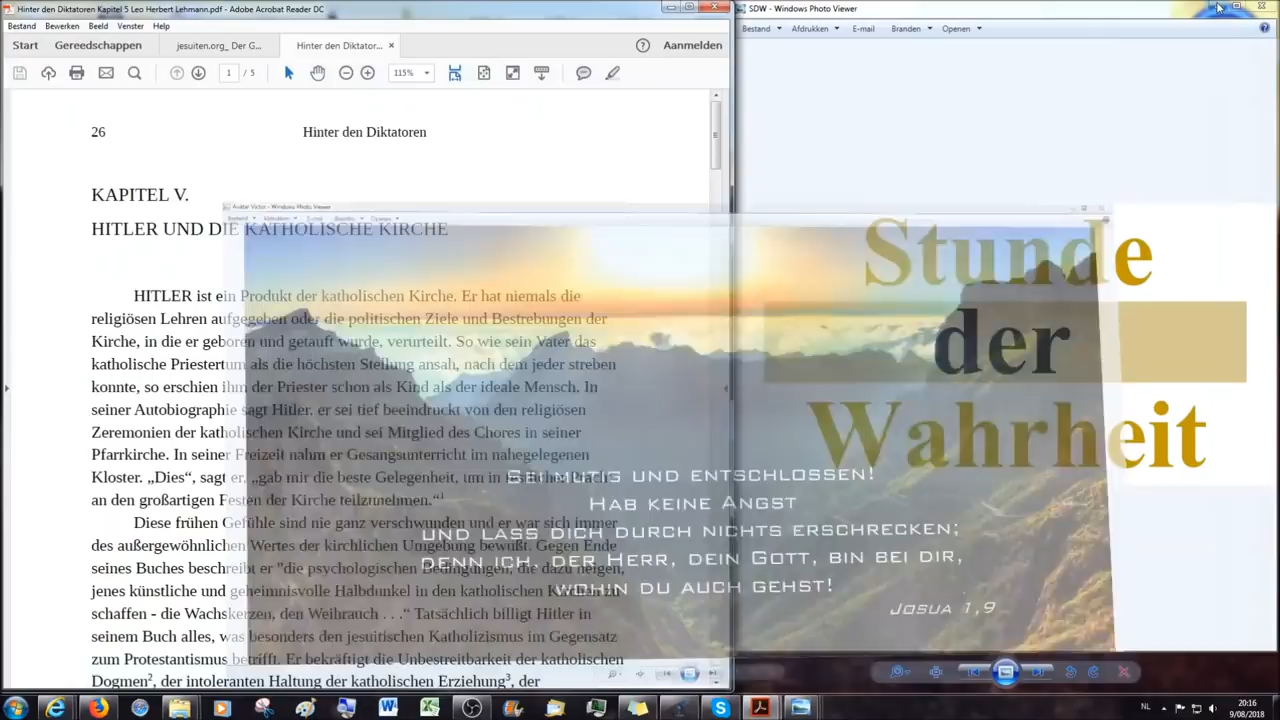 Hinter den Diktatoren Kapitel 5 Leo Herbert Lehmann.pdf - Adobe Acrobat Reader DC
Bestand Bewerken Beeld Venster Help
Start Gereedschappen jesuiten.org_ Der G... Hinter den Diktator... × Aanmelden
1 / 5 115%
26 Hinter den Diktatoren
KAPITEL V.
HITLER UND DIE KATHOLISCHE KIRCHE
HITLER ist ein Produkt der katholischen Kirche. Er hat niemals die
religiösen Lehren aufgegeben oder die politischen Ziele und Bestrebungen der
Kirche, in die er geboren und getauft wurde, verurteilt. So wie sein Vater das
katholische Priestertum als die höchsten Stellung ansah, nach dem jeder streben
konnte, so erschien ihm der Priester schon als Kind als der ideale Mensch. In
seiner Autobiographie sagt Hitler, er sei tief beeindruckt von den religiösen
Zeremonien der katholischen Kirche und sei Mitglied des Chores in seiner
Pfarrkirche. In seiner Freizeit nahm er Gesangsunterricht im nahegelegenen
Kloster. „Dies“, sagt er, „gab mir die beste Gelegenheit, um in
an den großartigen Festen der Kirche teilzunehmen.“¹
Diese frühen Gefühle sind nie ganz verschwunden und er war sich immer
des außergewöhnlichen Wertes der kirchlichen Umgebung bewußt. Gegen Ende
seines Buches beschreibt er "die psychologischen Bedingungen, die dazu neigen,
jenes künstliche und geheimnisvolle Halbdunkel in den katholischen Kirchen zu
schaffen - die Wachskerzen, den Weihrauch . . .“ Tatsächlich billigt Hitler in
seinem Buch alles, was besonders den jesuitischen Katholizismus im Gegensatz
zum Protestantismus betrifft. Er bekräftigt die Unbestreitbarkeit der katholischen
Dogmen², der intoleranten Haltung der katholischen Erziehung³, der
SDW - Windows Photo Viewer
Bestand Afdrukken E-mail Branden Openen
Stunde
der
Wahrheit
Avatar Victor - Windows Photo Viewer
Bestand Afdrukken E-mail Branden Openen
Sei mutig und entschlossen!
Hab keine Angst
und lass dich durch nichts erschrecken;
denn ich, der Herr, dein Gott, bin bei dir,
wohin du auch gehst!
Josua 1,9
NL 20:16
9/08/2018